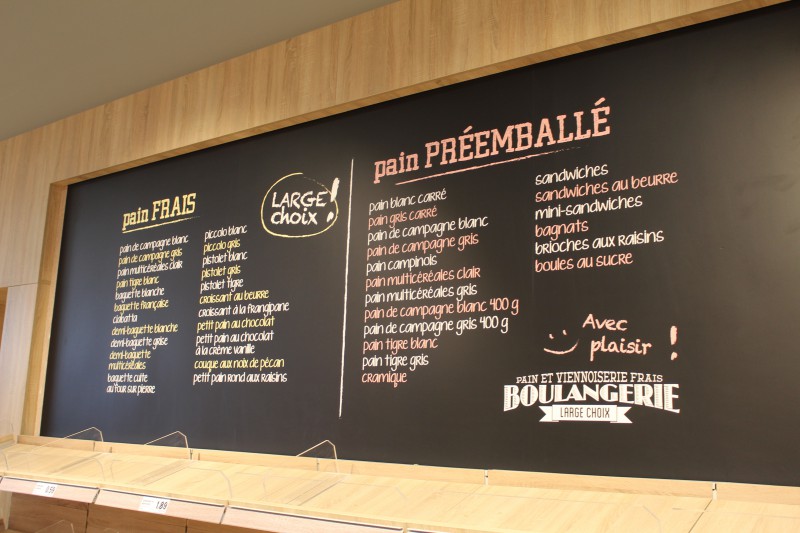 pain FRAIS
pain de campagne blanc
pain de campagne gris
pain multicéréales clair
pain tigre blanc
baguette blanche
baguette française
ciabatta
demi-baguette blanche
demi-baguette grise
demi-baguette
multicéréales
baguette cuite
au four sur pierre
piccolo blanc
piccolo gris
pistolet blanc
pistolet gris
pistolet tigre
croissant au beurre
croissant à la frangipane
petit pain au chocolat
petit pain au chocolat
à la crème vanille
couque aux noix de pécan
petit pain rond aux raisins
LARGE
choix !
pain PRÉEMBALLÉ
pain blanc carré
pain gris carré
pain de campagne blanc
pain de campagne gris
pain campinois
pain multicéréales clair
pain multicéréales gris
pain de campagne blanc 400 g
pain de campagne gris 400 g
pain tigre blanc
pain tigre gris
cramique
sandwiches
sandwiches au beurre
mini-sandwiches
bagnats
brioches aux raisins
boules au sucre
Avec
plaisir !
PAIN ET VIENNOISERIE FRAIS
BOULANGERIE
LARGE CHOIX
1.89